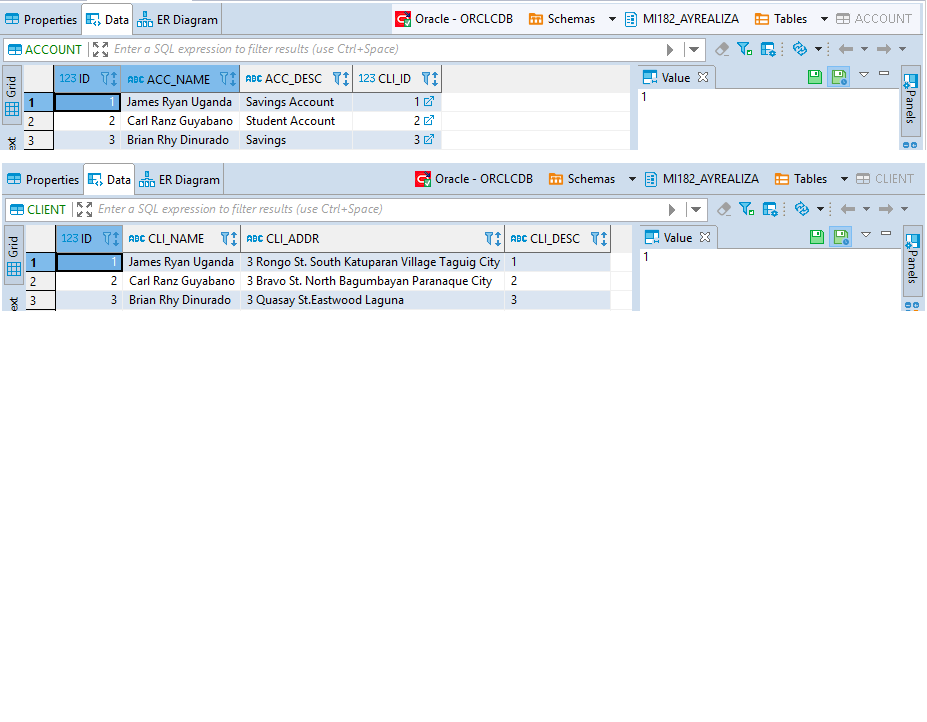 Properties Data ER Diagram Oracle - ORCLCDB Schemas MI182_AYREALIZA Tables ACCOUNT
ACCOUNT Enter a SQL expression to filter results (use Ctrl+Space)
Grid
123 ID ABC ACC_NAME ABC ACC_DESC 123 CLI_ID Value
1 1 James Ryan Uganda Savings Account 1 1
2 2 Carl Ranz Guyabano Student Account 2
3 3 Brian Rhy Dinurado Savings 3
Panels
CLIENT Enter a SQL expression to filter results (use Ctrl+Space)
Properties Data ER Diagram Oracle - ORCLCDB Schemas MI182_AYREALIZA Tables CLIENT
Grid
123 ID ABC CLI_NAME ABC CLI_ADDR ABC CLI_DESC Value
1 1 James Ryan Uganda 3 Rongo St. South Katuparan Village Taguig City 1 1
2 2 Carl Ranz Guyabano 3 Bravo St. North Bagumbayan Paranaque City 2
3 3 Brian Rhy Dinurado 3 Quasay St.Eastwood Laguna 3
Panels